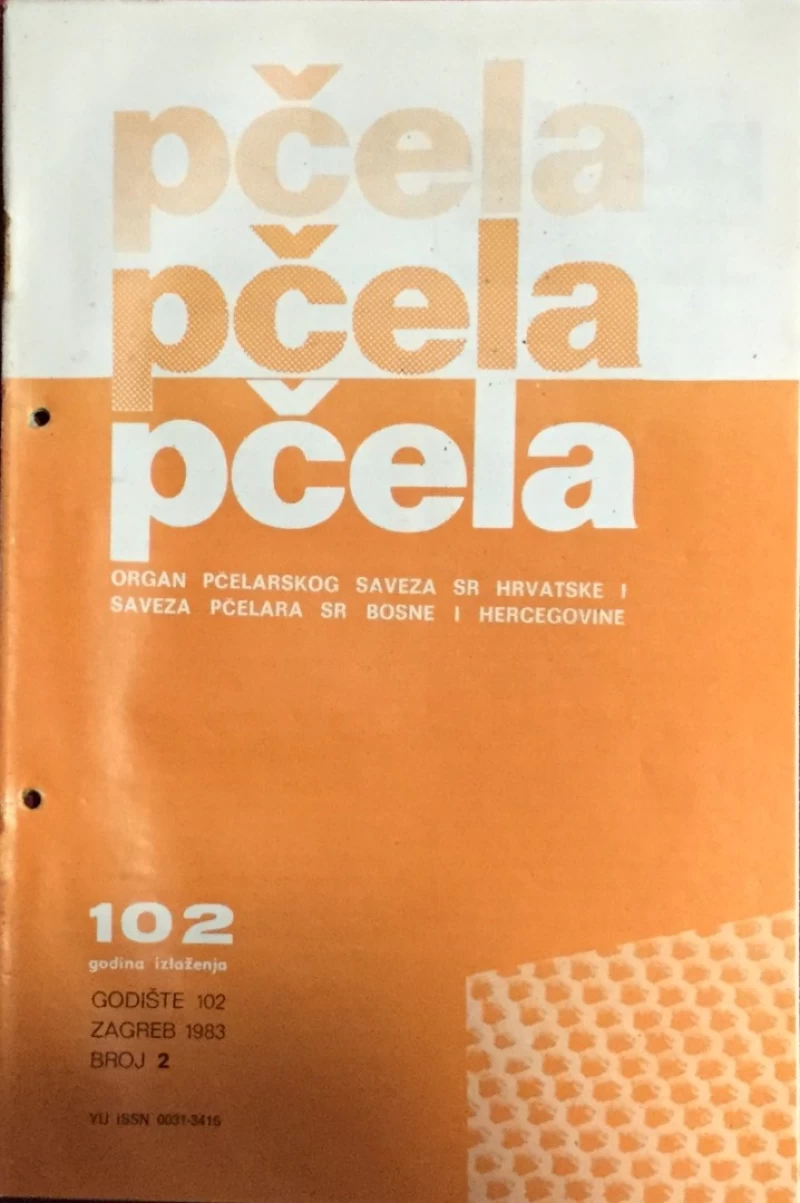 pčela
pčela
pčela
ORGAN PČELARSKOG SAVEZA SR HRVATSKE I
SAVEZA PČELARA SR BOSNE I HERCEGOVINE
102
godina izlaženja
GODIŠTE 102
ZAGREB 1983
BROJ 2
YU ISSN 0031-3416